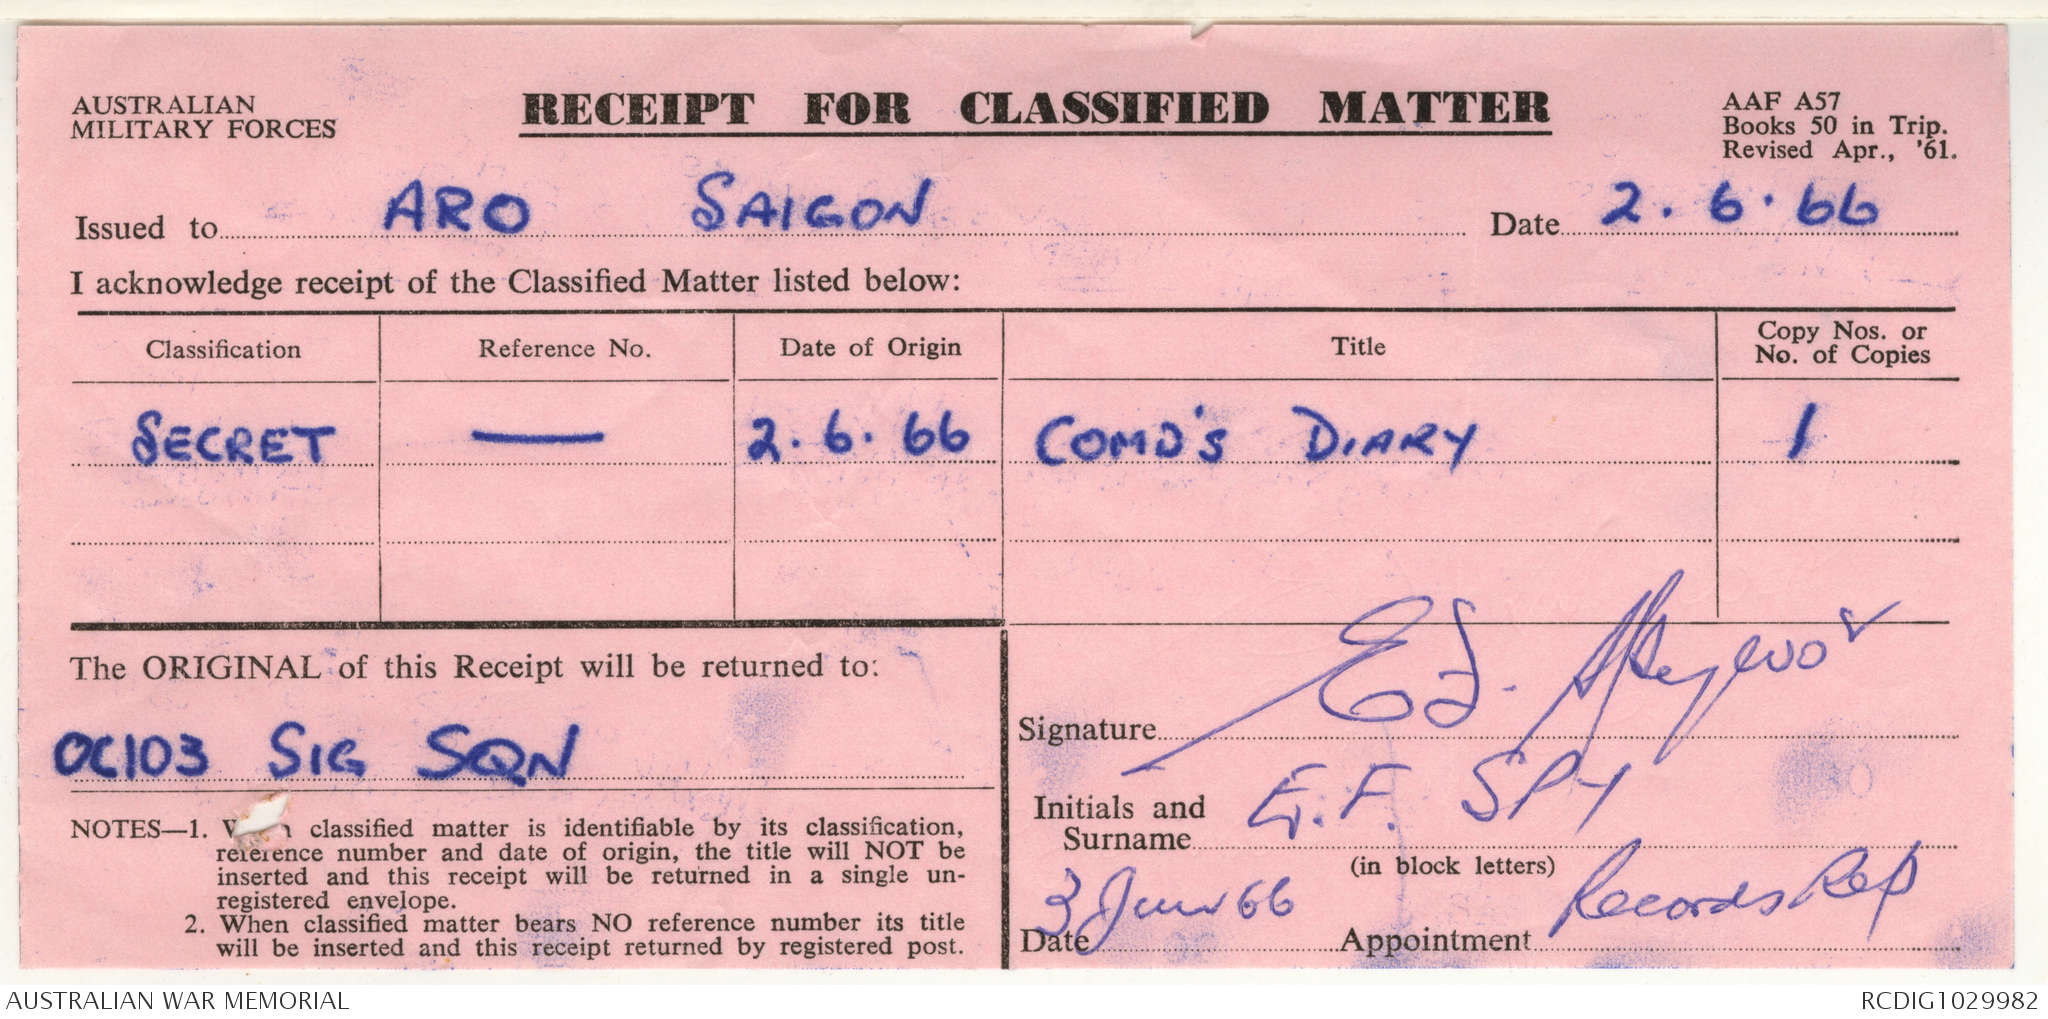 AUSTRALIAN
MILITARY FORCES
RECEIPT FOR CLASSIFIED MATTER
AAF A57
Books 50 in Trip.
Revised Apr., '61.
Issued to ARO SAIGON Date 2.6.66
I acknowledge receipt of the Classified Matter listed below:
Classification Reference No. Date of Origin Title Copy Nos. or
No. of Copies
SECRET — 2.6.66 COMD'S DIARY 1
The ORIGINAL of this Receipt will be returned to:
OC103 SIG SQN
NOTES—1. classified matter is identifiable by its classification,
reference number and date of origin, the title will NOT be
inserted and this receipt will be returned in a single un-
registered envelope.
2. When classified matter bears NO reference number its title
will be inserted and this receipt returned by registered post.
Signature
Initials and
Surname E.F. SPY
(in block letters)
Date 3 June 66 Appointment Records Rep
AUSTRALIAN WAR MEMORIAL RCDIG1029982